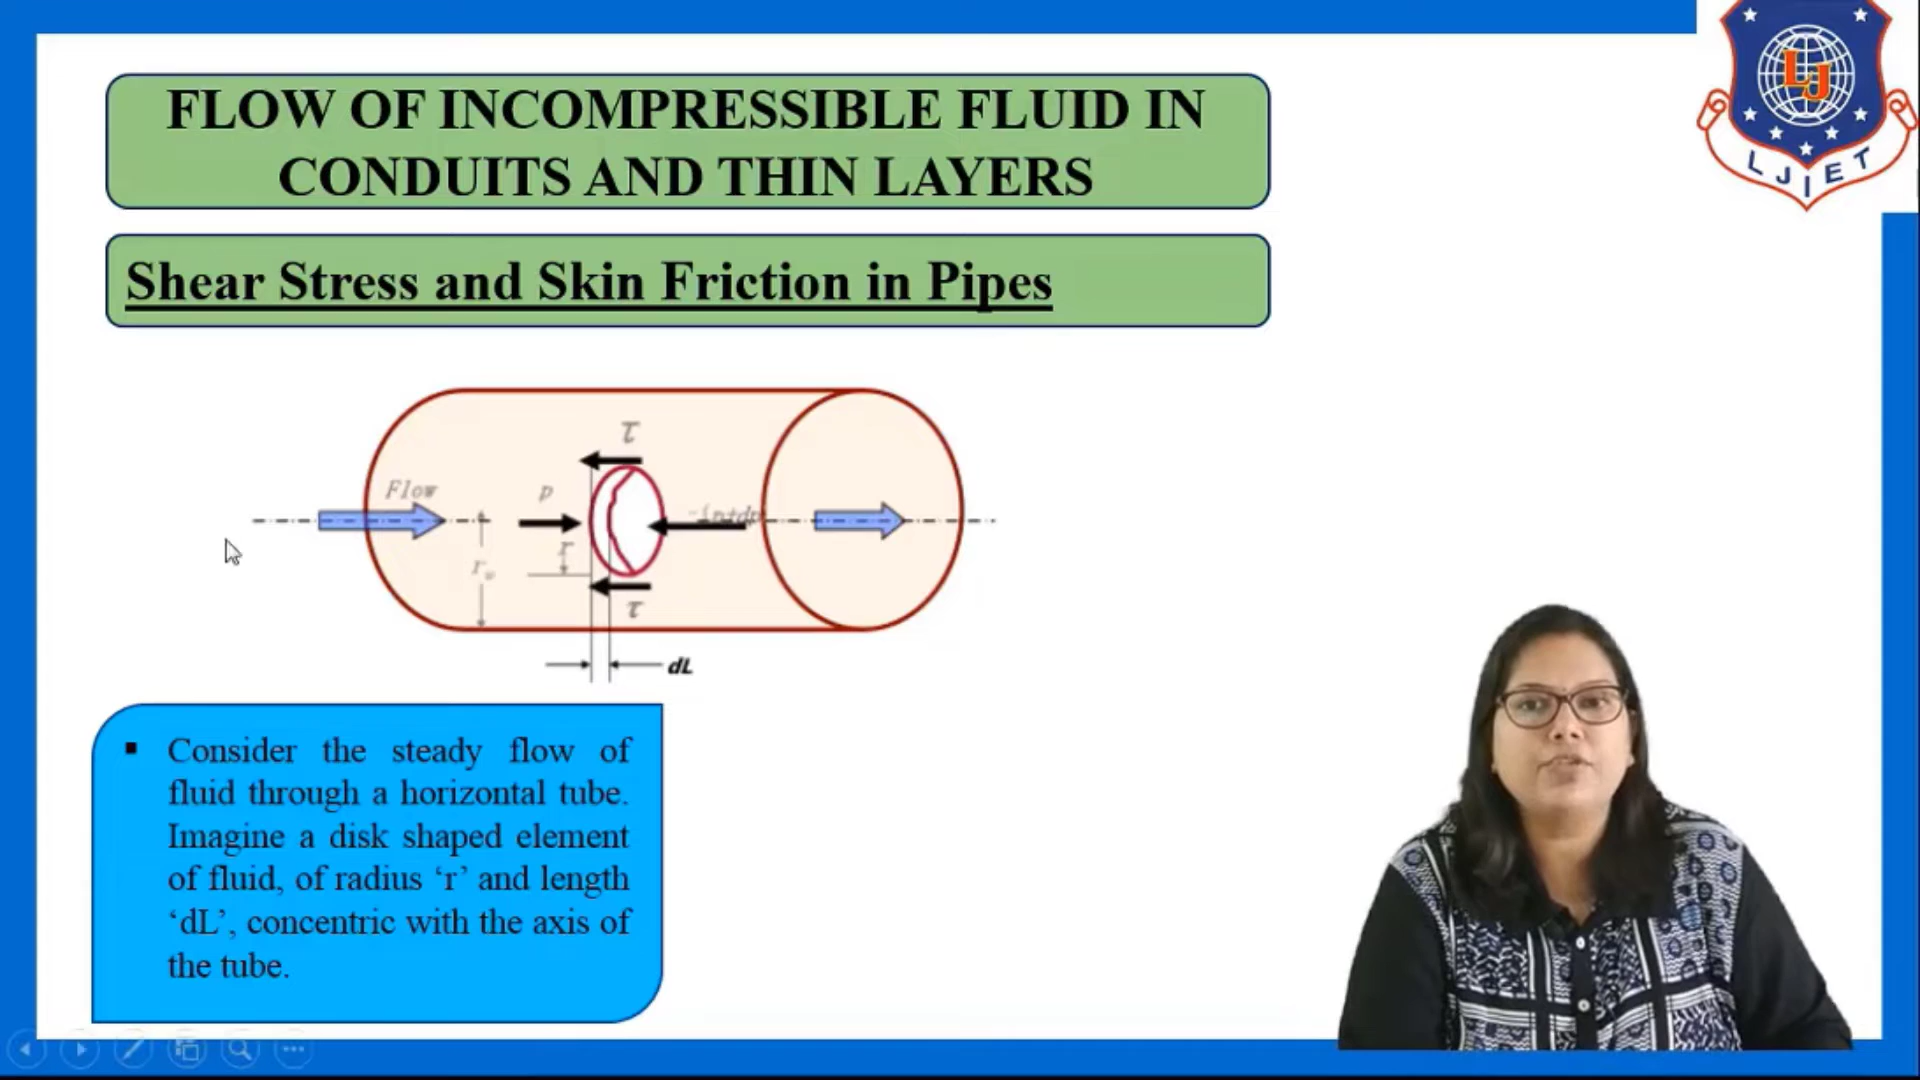 FLOW OF INCOMPRESSIBLE FLUID IN
CONDUITS AND THIN LAYERS
LJ
LJIET
Shear Stress and Skin Friction in Pipes
τ
Flow
p
r
r
τ
dL
▪ Consider the steady flow of
fluid through a horizontal tube.
Imagine a disk shaped element
of fluid, of radius ‘r’ and length
‘dL’, concentric with the axis of
the tube.